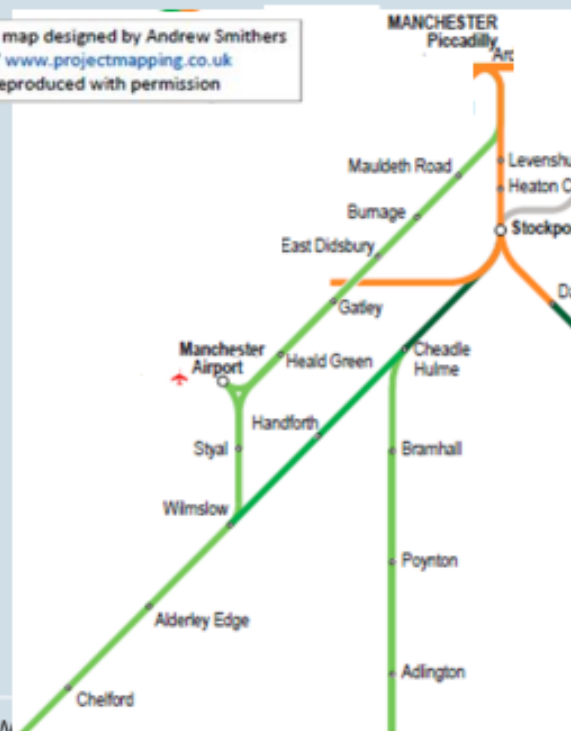 map designed by Andrew Smithers
www.projectmapping.co.uk
eproduced with permission
MANCHESTER
Piccadilly
Ard
Levenshu
Mauldeth Road
Heaton C
Burnage
Stockpo
East Didsbury
Da
Gatley
Manchester
Airport
Heald Green
Cheadle
Hulme
Handforth
Styal
Bramhall
Wilmslow
Poynton
Alderley Edge
Adlington
Chelford